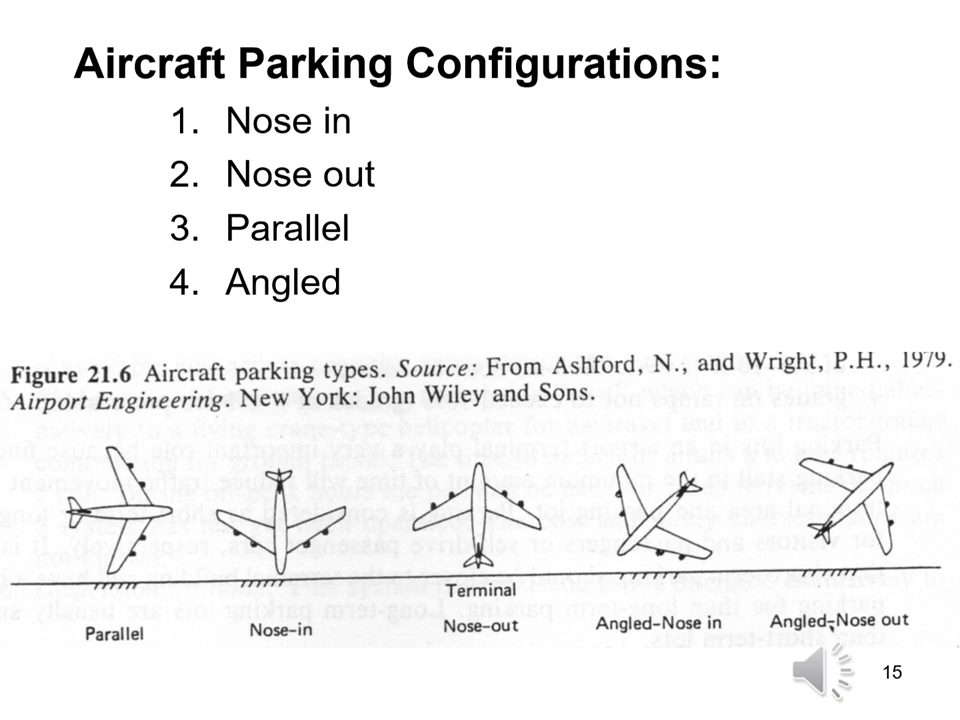 Aircraft Parking Configurations:
1. Nose in
2. Nose out
3. Parallel
4. Angled
Figure 21.6 Aircraft parking types. Source: From Ashford, N., and Wright, P.H., 1979.
Airport Engineering. New York: John Wiley and Sons.
Terminal
Parallel Nose-in Nose-out Angled-Nose in Angled-Nose out
15